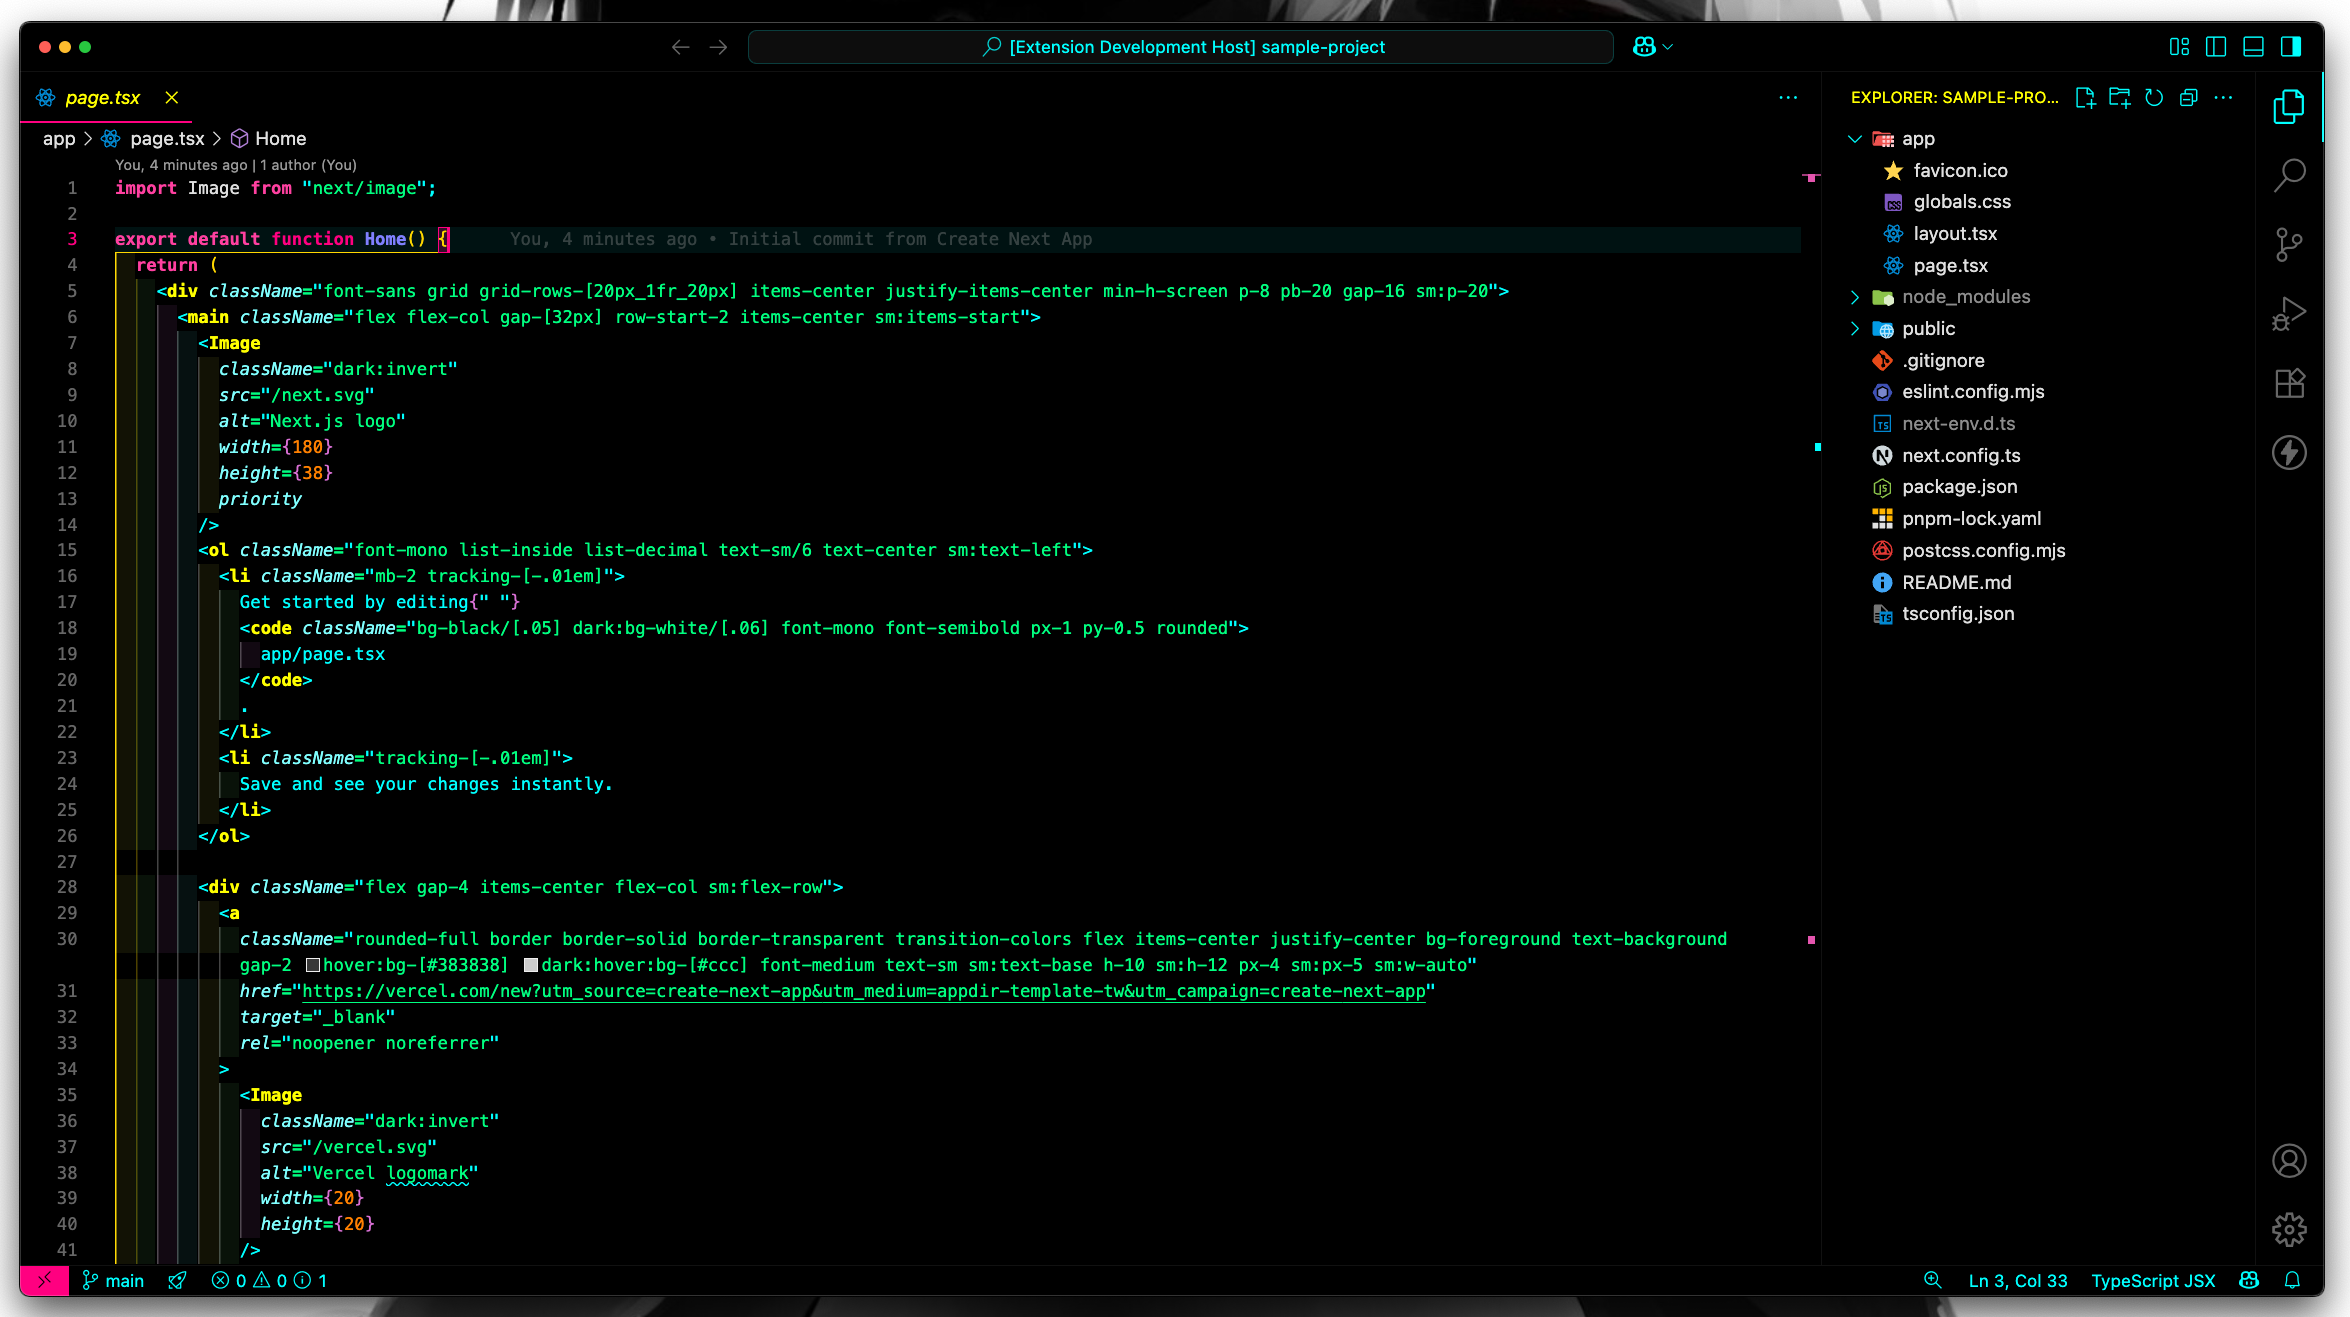 [Extension Development Host] sample-project
page.tsx
app > page.tsx > Home
You, 4 minutes ago | 1 author (You)
1 import Image from "next/image";
2
3 export default function Home() { You, 4 minutes ago • Initial commit from Create Next App
4 return (
5 <div className="font-sans grid grid-rows-[20px_1fr_20px] items-center justify-items-center min-h-screen p-8 pb-20 gap-16 sm:p-20">
6 <main className="flex flex-col gap-[32px] row-start-2 items-center sm:items-start">
7 <Image
8 className="dark:invert"
9 src="/next.svg"
10 alt="Next.js logo"
11 width={180}
12 height={38}
13 priority
14 />
15 <ol className="font-mono list-inside list-decimal text-sm/6 text-center sm:text-left">
16 <li className="mb-2 tracking-[-.01em]">
17 Get started by editing{" "}
18 <code className="bg-black/[.05] dark:bg-white/[.06] font-mono font-semibold px-1 py-0.5 rounded">
19 app/page.tsx
20 </code>
21 .
22 </li>
23 <li className="tracking-[-.01em]">
24 Save and see your changes instantly.
25 </li>
26 </ol>
27
28 <div className="flex gap-4 items-center flex-col sm:flex-row">
29 <a
30 className="rounded-full border border-solid border-transparent transition-colors flex items-center justify-center bg-foreground text-background
gap-2 hover:bg-[#383838] dark:hover:bg-[#ccc] font-medium text-sm sm:text-base h-10 sm:h-12 px-4 sm:px-5 sm:w-auto"
31 href="https://vercel.com/new?utm_source=create-next-app&utm_medium=appdir-template-tw&utm_campaign=create-next-app"
32 target="_blank"
33 rel="noopener noreferrer"
34 >
35 <Image
36 className="dark:invert"
37 src="/vercel.svg"
38 alt="Vercel logomark"
39 width={20}
40 height={20}
41 />
EXPLORER: SAMPLE-PRO...
app
favicon.ico
globals.css
layout.tsx
page.tsx
node_modules
public
.gitignore
eslint.config.mjs
next-env.d.ts
next.config.ts
package.json
pnpm-lock.yaml
postcss.config.mjs
README.md
tsconfig.json
main 0 0 1
Ln 3, Col 33 TypeScript JSX